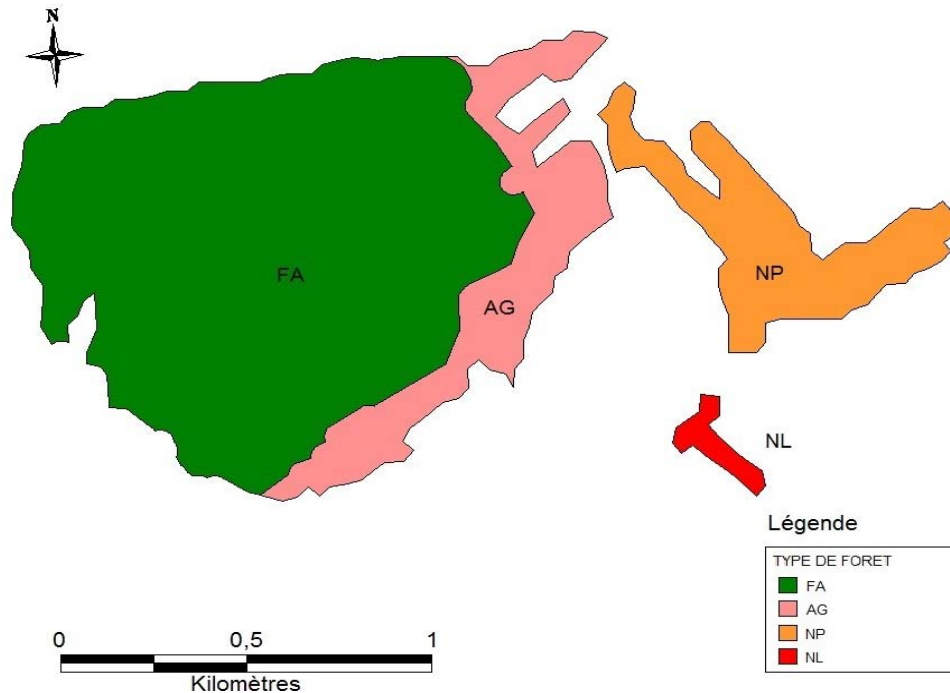 N
FA
AG
NP
NL
Légende
TYPE DE FORET
FA
AG
NP
NL
0 0,5 1
Kilomètres